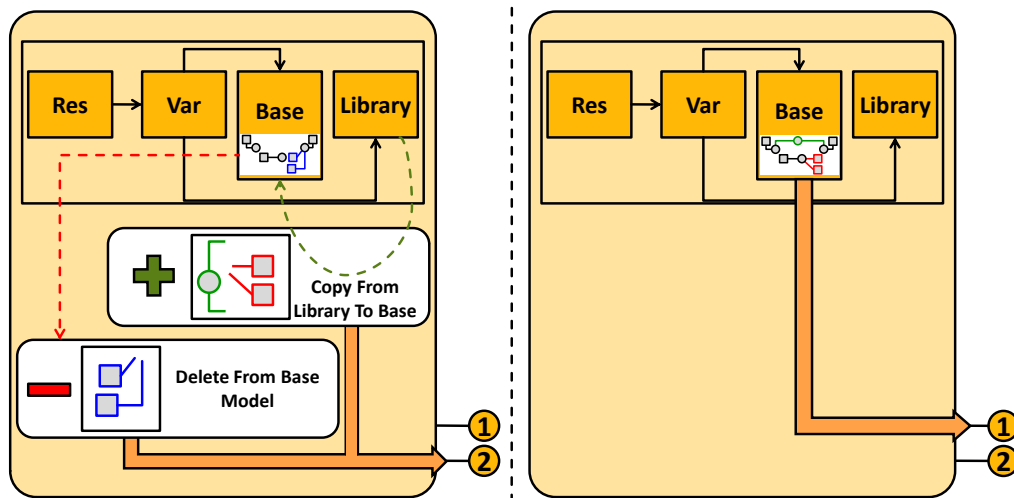 Res
Var
Base
Library
Copy From
Library To Base
Delete From Base
Model
1
2
Res
Var
Base
Library
1
2